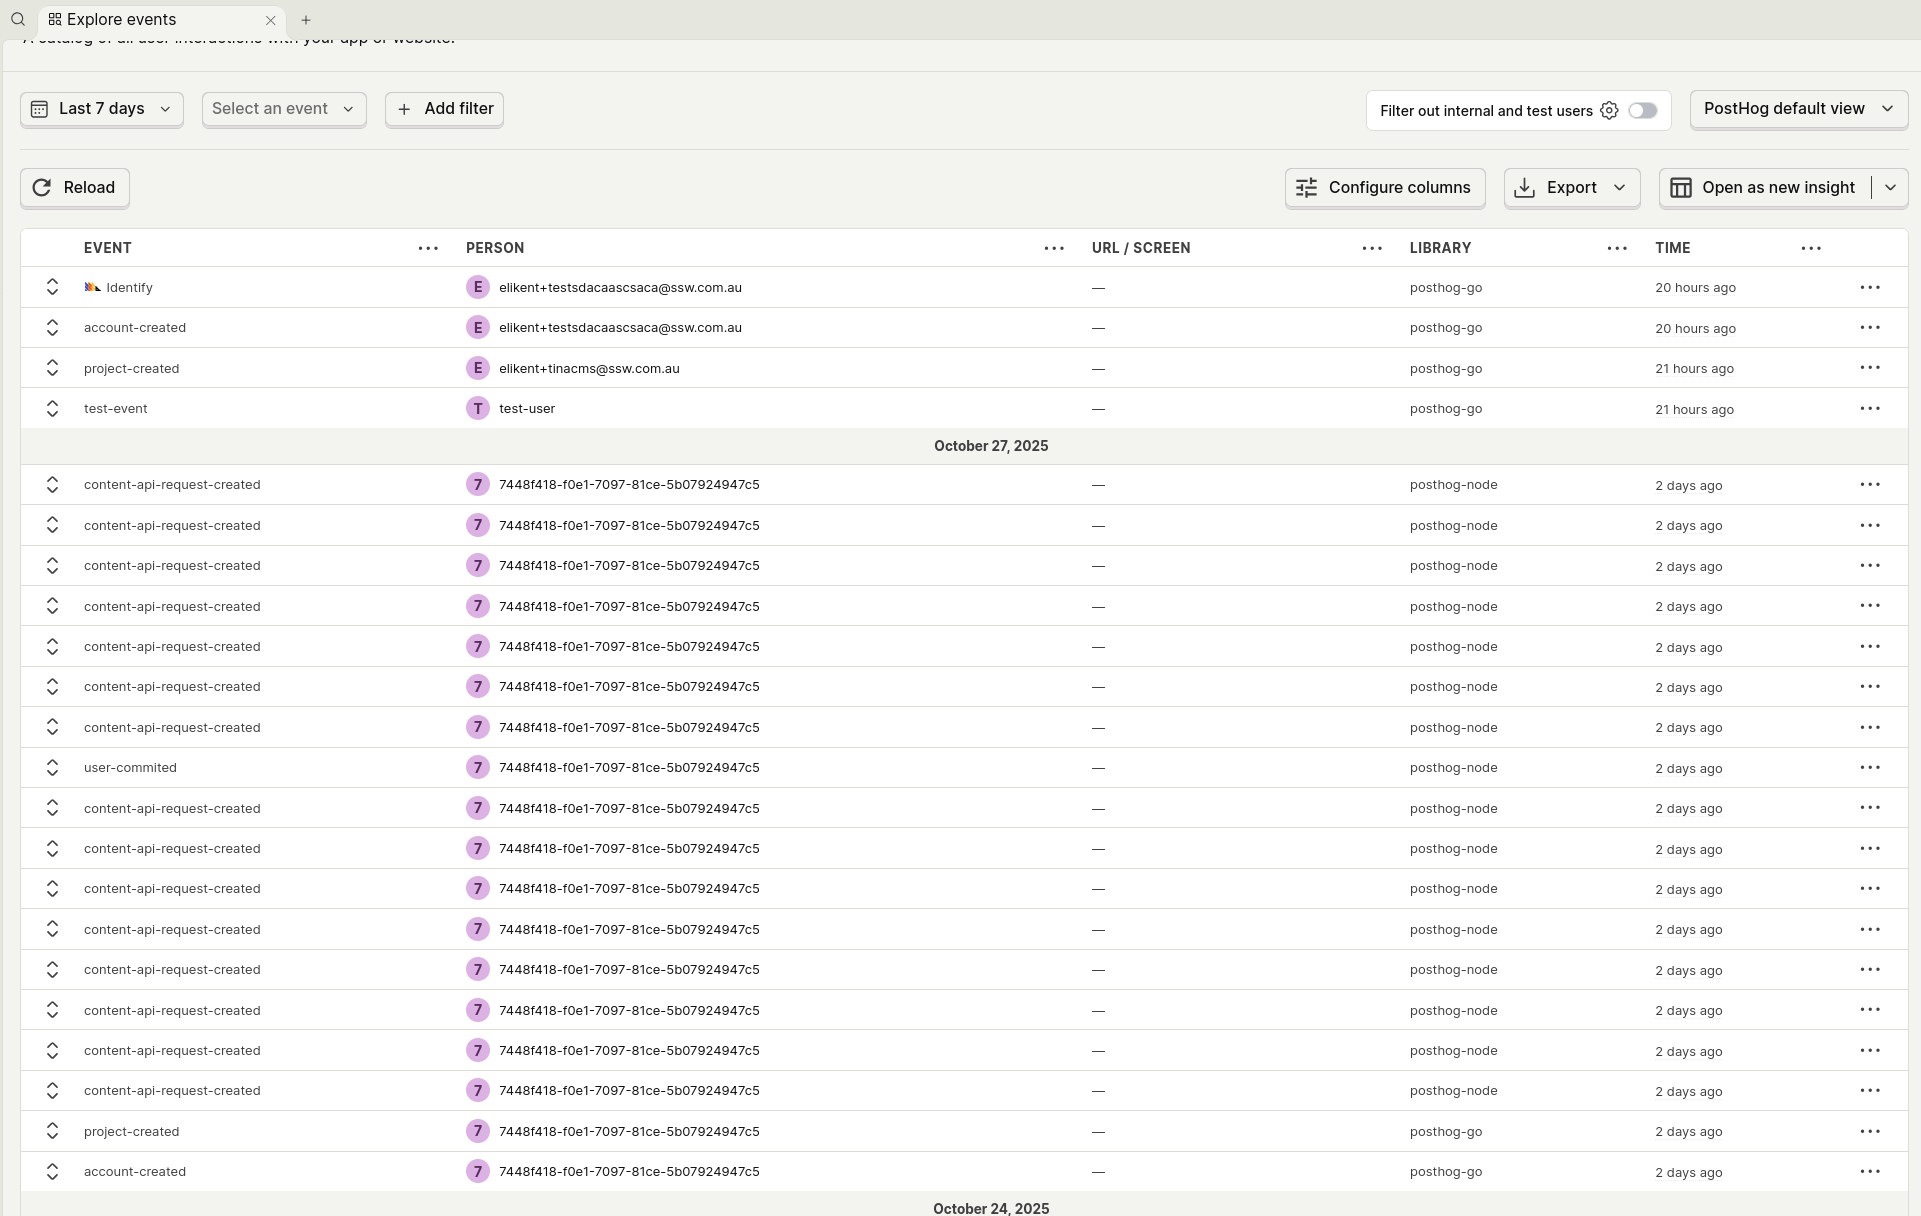 Explore events
A catalog of all user interactions with your app or website.
Last 7 days
Select an event
Add filter
Filter out internal and test users
PostHog default view
Reload
Configure columns
Export
Open as new insight
EVENT PERSON URL / SCREEN LIBRARY TIME
Identify E elikent+testsdacaascsaca@ssw.com.au — posthog-go 20 hours ago
account-created E elikent+testsdacaascsaca@ssw.com.au — posthog-go 20 hours ago
project-created E elikent+tinacms@ssw.com.au — posthog-go 21 hours ago
test-event T test-user — posthog-go 21 hours ago
October 27, 2025
content-api-request-created 7 7448f418-f0e1-7097-81ce-5b07924947c5 — posthog-node 2 days ago
content-api-request-created 7 7448f418-f0e1-7097-81ce-5b07924947c5 — posthog-node 2 days ago
content-api-request-created 7 7448f418-f0e1-7097-81ce-5b07924947c5 — posthog-node 2 days ago
content-api-request-created 7 7448f418-f0e1-7097-81ce-5b07924947c5 — posthog-node 2 days ago
content-api-request-created 7 7448f418-f0e1-7097-81ce-5b07924947c5 — posthog-node 2 days ago
content-api-request-created 7 7448f418-f0e1-7097-81ce-5b07924947c5 — posthog-node 2 days ago
content-api-request-created 7 7448f418-f0e1-7097-81ce-5b07924947c5 — posthog-node 2 days ago
user-commited 7 7448f418-f0e1-7097-81ce-5b07924947c5 — posthog-node 2 days ago
content-api-request-created 7 7448f418-f0e1-7097-81ce-5b07924947c5 — posthog-node 2 days ago
content-api-request-created 7 7448f418-f0e1-7097-81ce-5b07924947c5 — posthog-node 2 days ago
content-api-request-created 7 7448f418-f0e1-7097-81ce-5b07924947c5 — posthog-node 2 days ago
content-api-request-created 7 7448f418-f0e1-7097-81ce-5b07924947c5 — posthog-node 2 days ago
content-api-request-created 7 7448f418-f0e1-7097-81ce-5b07924947c5 — posthog-node 2 days ago
content-api-request-created 7 7448f418-f0e1-7097-81ce-5b07924947c5 — posthog-node 2 days ago
content-api-request-created 7 7448f418-f0e1-7097-81ce-5b07924947c5 — posthog-node 2 days ago
content-api-request-created 7 7448f418-f0e1-7097-81ce-5b07924947c5 — posthog-node 2 days ago
project-created 7 7448f418-f0e1-7097-81ce-5b07924947c5 — posthog-go 2 days ago
account-created 7 7448f418-f0e1-7097-81ce-5b07924947c5 — posthog-go 2 days ago
October 24, 2025